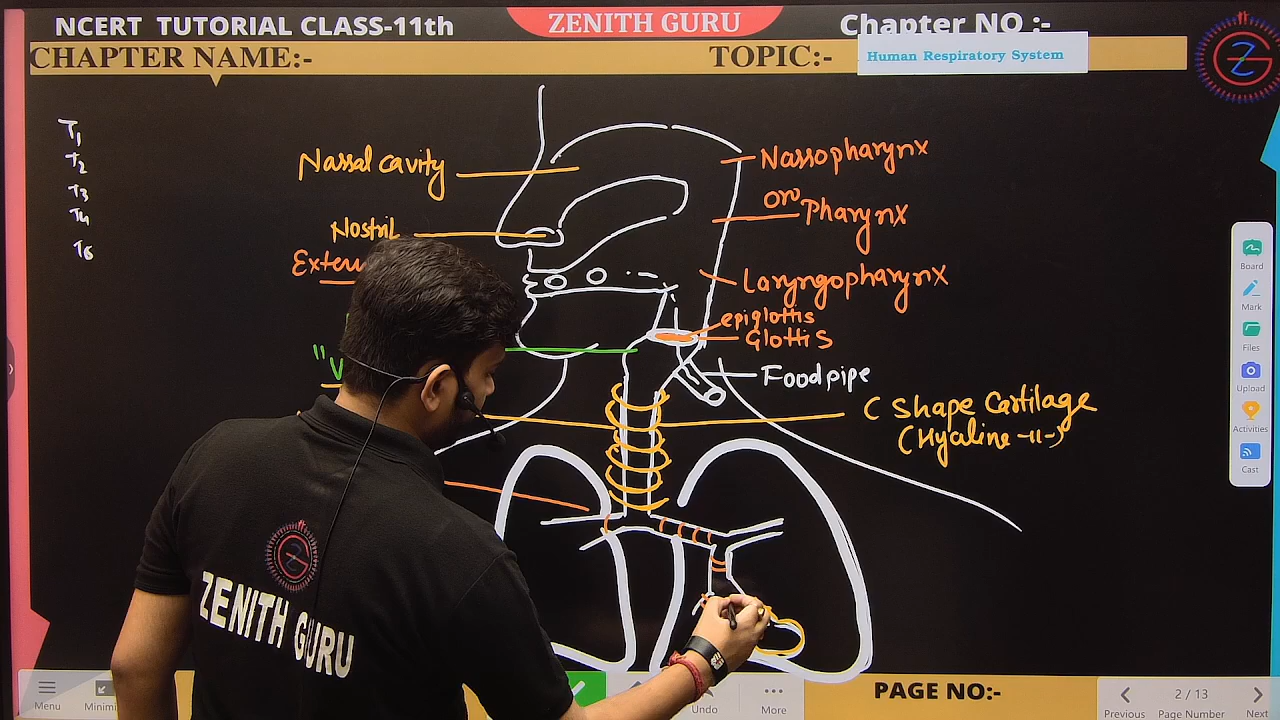 NCERT TUTORIAL CLASS-11th
ZENITH GURU
Chapter NO :-
CHAPTER NAME:-
TOPIC:-
Human Respiratory System
T1
T2
T3
T4
Nassal cavity
Nostril
Nassopharynx
oro pharynx
Laryngopharynx
epiglottis
Glottis
Foodpipe
C Shape Cartilage
(Hyaline -11-)
ZENITH GURU
Board
Mark
Files
Upload
Activities
Cast
Menu
Undo
More
PAGE NO:-
2 / 13
Previous
Page Number
Next